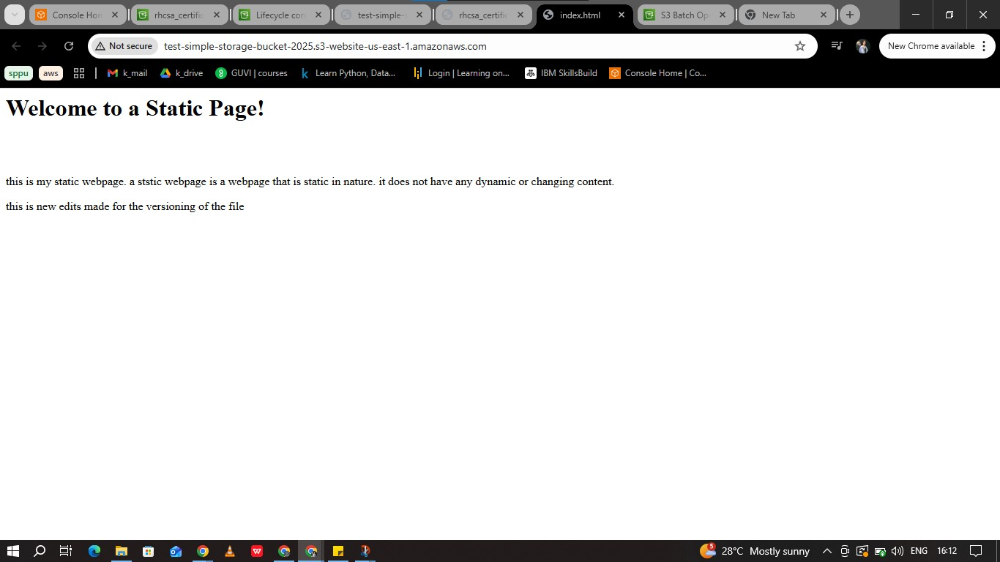 Console Hon
rhcsa_certific
Lifecycle con
test-simple-s
rhcsa_certific
index.html
S3 Batch Op
New Tab
Not secure
test-simple-storage-bucket-2025.s3-website-us-east-1.amazonaws.com
New Chrome available
sppu
aws
k_mail
k_drive
GUVI | courses
Learn Python, Data...
Login | Learning on...
IBM SkillsBuild
Console Home | Co...
Welcome to a Static Page!
this is my static webpage. a ststic webpage is a webpage that is static in nature. it does not have any dynamic or changing content.
this is new edits made for the versioning of the file
5
28°C Mostly sunny
ENG
16:12